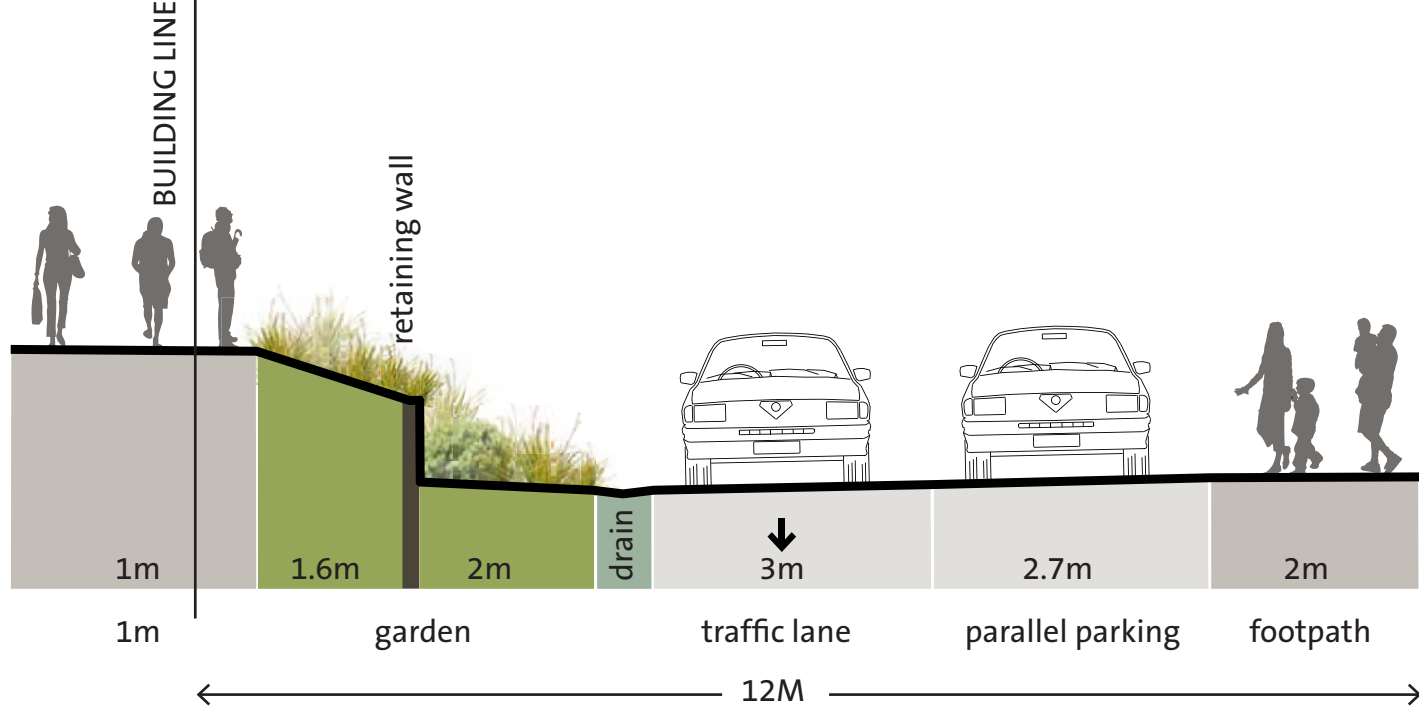 BUILDING LINE
retaining wall
drain
1m 1.6m 2m 3m 2.7m 2m
1m garden traffic lane parallel parking footpath
12M